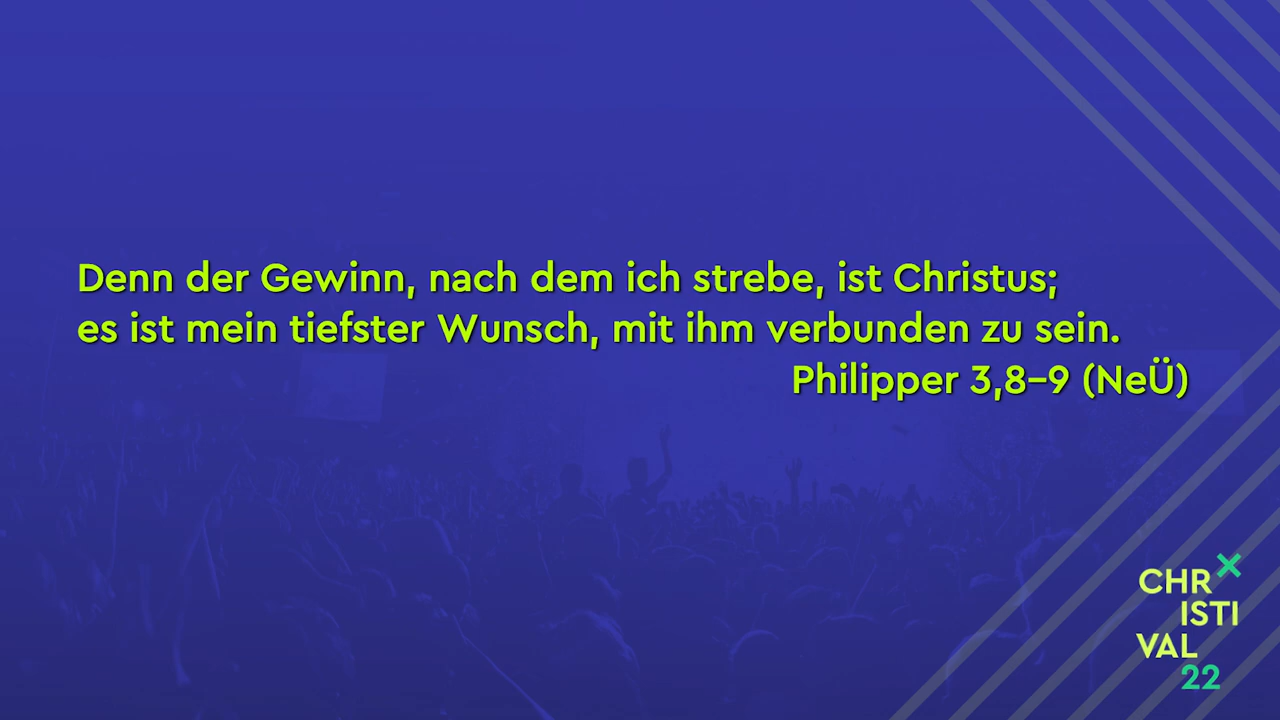 Denn der Gewinn, nach dem ich strebe, ist Christus;
es ist mein tiefster Wunsch, mit ihm verbunden zu sein.
Philipper 3,8–9 (NeÜ)
CHR
ISTI
VAL
22